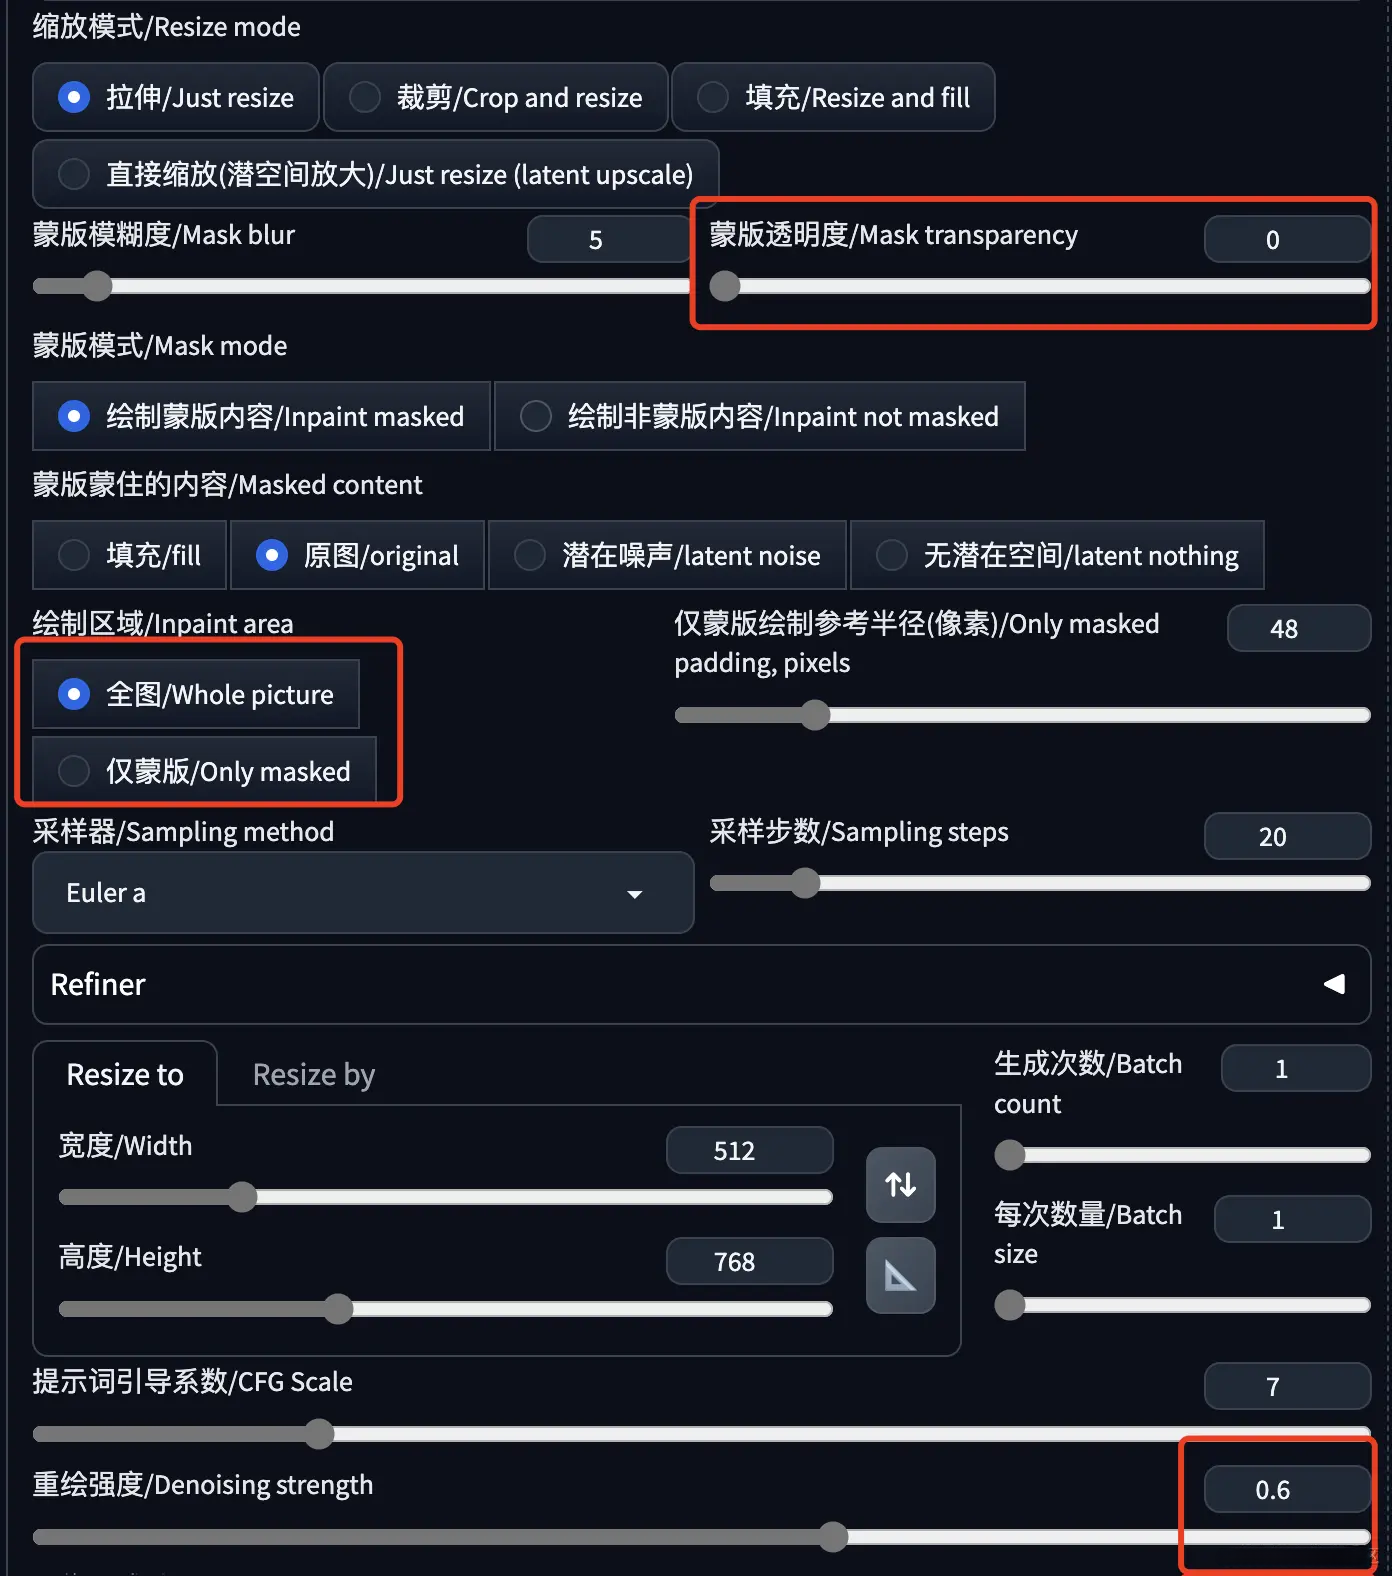 缩放模式/Resize mode
拉伸/Just resize
裁剪/Crop and resize
填充/Resize and fill
直接缩放(潜空间放大)/Just resize (latent upscale)
蒙版模糊度/Mask blur
5
蒙版透明度/Mask transparency
0
蒙版模式/Mask mode
绘制蒙版内容/Inpaint masked
绘制非蒙版内容/Inpaint not masked
蒙版蒙住的内容/Masked content
填充/fill
原图/original
潜在噪声/latent noise
无潜在空间/latent nothing
绘制区域/Inpaint area
全图/Whole picture
仅蒙版/Only masked
仅蒙版绘制参考半径(像素)/Only masked
padding, pixels
48
采样器/Sampling method
Euler a
采样步数/Sampling steps
20
Refiner
Resize to
Resize by
宽度/Width
512
高度/Height
768
生成次数/Batch
count
1
每次数量/Batch
size
1
提示词引导系数/CFG Scale
7
重绘强度/Denoising strength
0.6